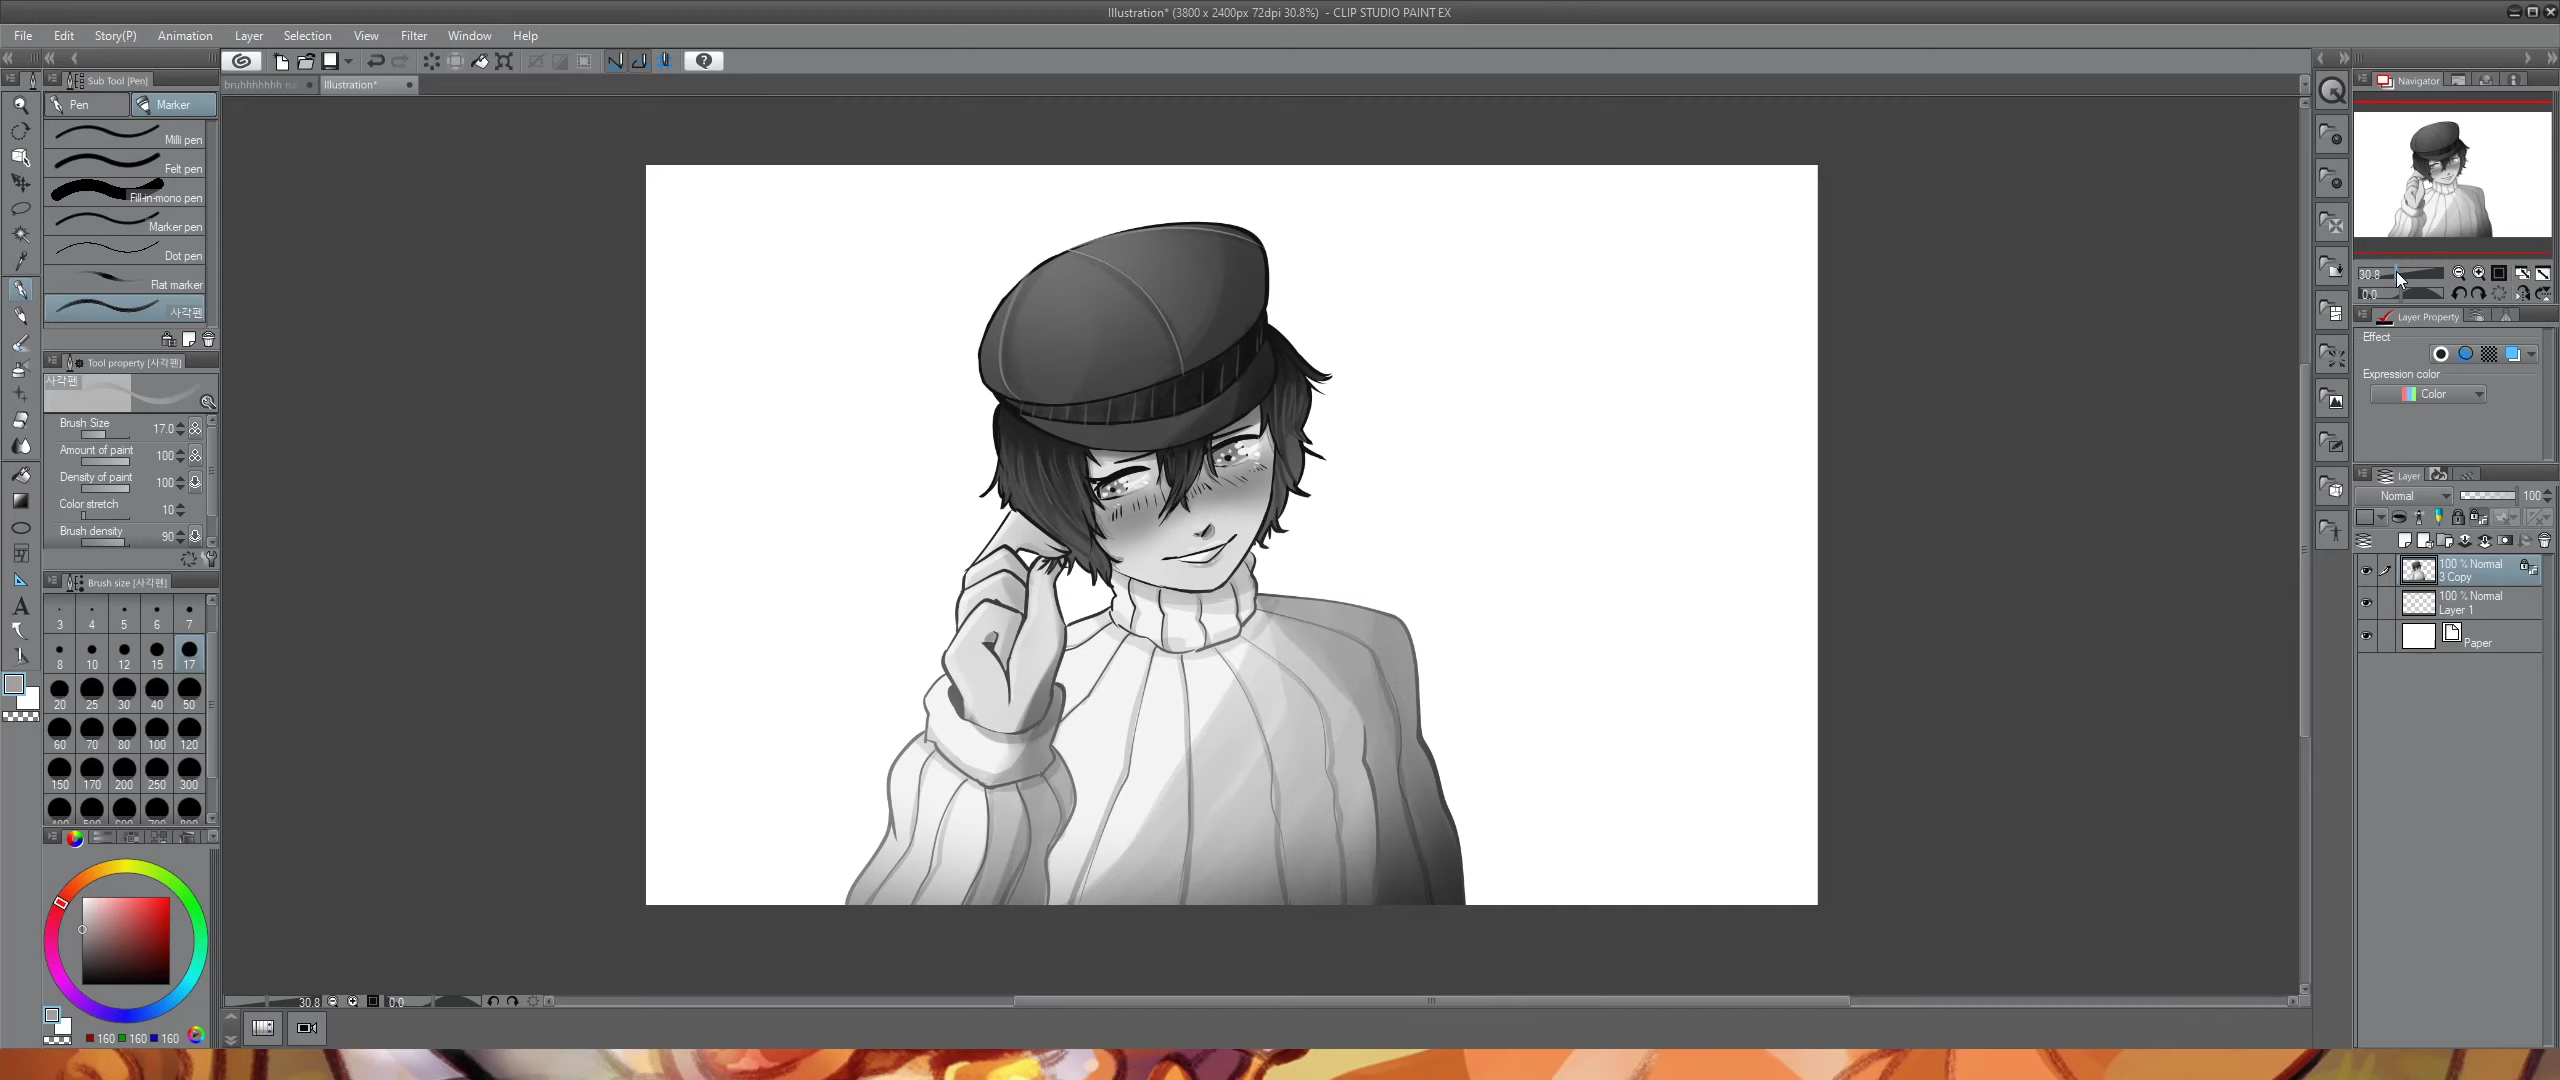 Illustration* (3800 x 2400px 72dpi 30.8%) - CLIP STUDIO PAINT EX
File Edit Story(P) Animation Layer Selection View Filter Window Help
Sub Tool [Pen]
bruhhhhhhh na
Illustration*
Navigator
Pen
Marker
Milli pen
Felt pen
Fill-in-mono pen
Marker pen
Dot pen
Flat marker
사각펜
Tool property [사각펜]
사각펜
Brush Size 17.0
Amount of paint 100
Density of paint 100
Color stretch 10
Brush density 90
Brush size [사각펜]
3 4 5 6 7
8 10 12 15 17
20 25 30 40 50
60 70 80 100 120
150 170 200 250 300
160 160 160
30.8
0.0
30.8
0.0
Layer Property
Effect
Expression color
Color
Layer
Normal 100
100 % Normal
3 Copy
100 % Normal
Layer 1
Paper
A